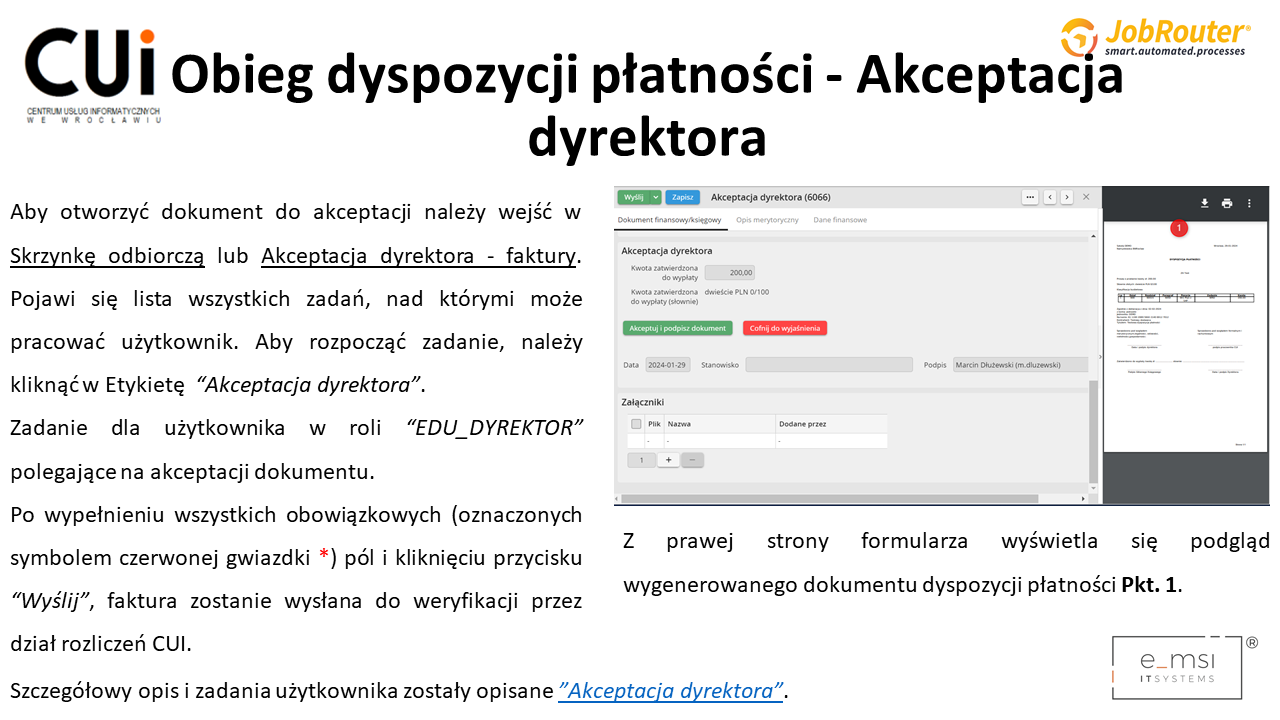 CUi
CENTRUM USŁUG INFORMATYCZNYCH
WE WROCŁAWIU
JobRouter®
smart.automated.processes
Obieg dyspozycji płatności - Akceptacja
dyrektora
Aby otworzyć dokument do akceptacji należy wejść w
Skrzynkę odbiorczą lub Akceptacja dyrektora - faktury.
Pojawi się lista wszystkich zadań, nad którymi może
pracować użytkownik. Aby rozpocząć zadanie, należy
kliknąć w Etykietę “Akceptacja dyrektora”.
Zadanie dla użytkownika w roli “EDU_DYREKTOR”
polegające na akceptacji dokumentu.
Po wypełnieniu wszystkich obowiązkowych (oznaczonych
symbolem czerwonej gwiazdki *) pól i kliknięciu przycisku
“Wyślij”, faktura zostanie wysłana do weryfikacji przez
dział rozliczeń CUI.
Szczegółowy opis i zadania użytkownika zostały opisane ”Akceptacja dyrektora”.
Wyślij Zapisz Akceptacja dyrektora (6066)
Dokument finansowy/księgowy Opis merytoryczny Dane finansowe
Akceptacja dyrektora
Kwota zatwierdzona
do wypłaty 200,00
Kwota zatwierdzona
do wypłaty (słownie) dwieście PLN 0/100
Akceptuj i podpisz dokument Cofnij do wyjaśnienia
Data 2024-01-29 Stanowisko Podpis Marcin Dłużewski (m.dluzewski)
Załączniki
Plik Nazwa Dodane przez
- - -
1 + −
1
DYSPOZYCJA PŁATNOŚCI
Z prawej strony formularza wyświetla się podgląd
wygenerowanego dokumentu dyspozycji płatności Pkt. 1.
e_msi ®
ITSYSTEMS